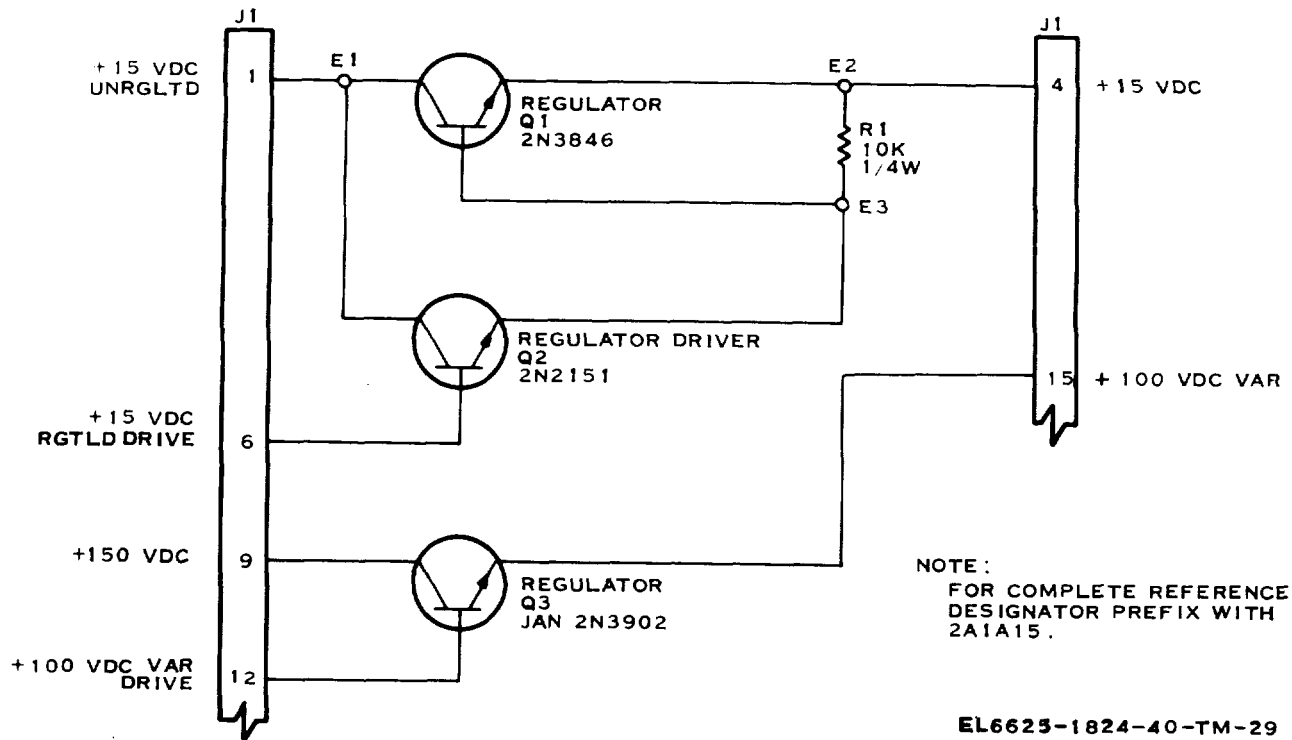 J1
J1
+15 VDC
UNRGLTD
1
E1
REGULATOR
Q1
2N3846
E2
4
+15 VDC
R1
10K
1/4W
E3
REGULATOR DRIVER
Q2
2N2151
15
+ 100 VDC VAR
+15 VDC
RGTLD DRIVE
6
+150 VDC
9
REGULATOR
Q3
JAN 2N3902
+100 VDC VAR
DRIVE
12
NOTE:
FOR COMPLETE REFERENCE
DESIGNATOR PREFIX WITH
2A1A15.
EL6625-1824-40-TM-29